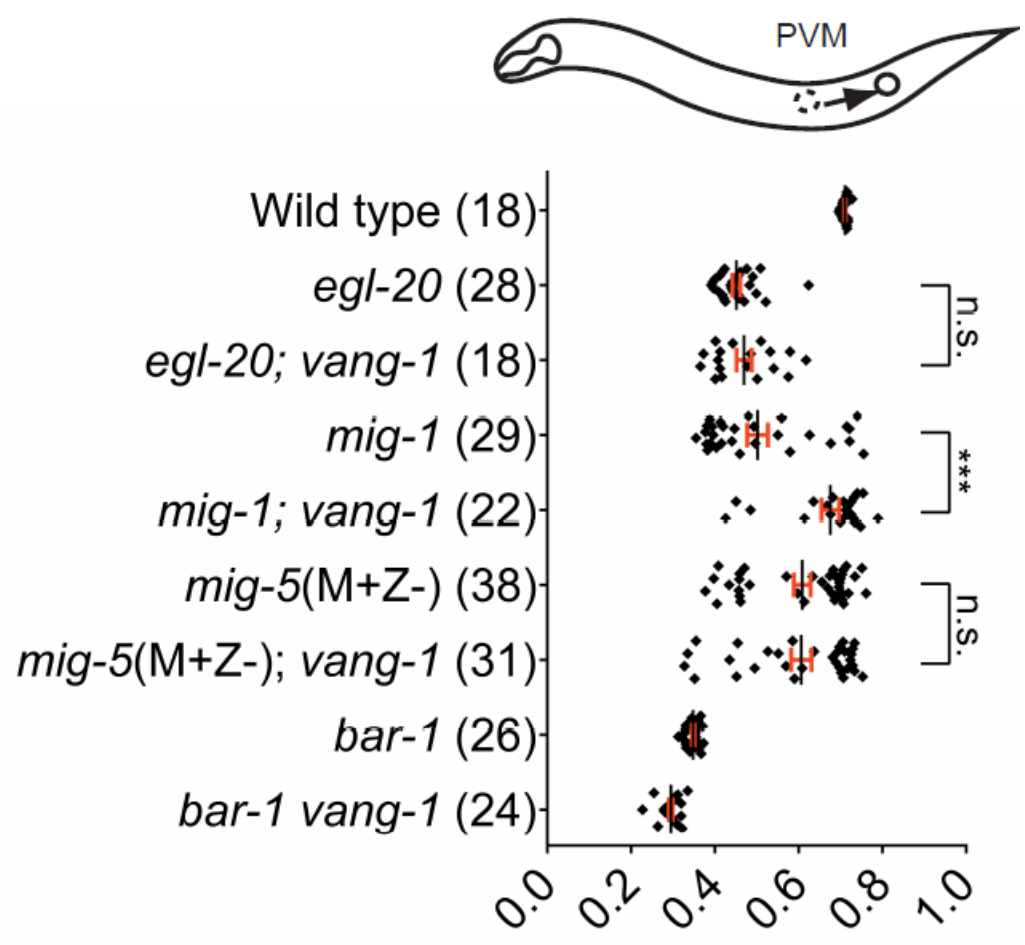 PVM
Wild type (18)
egl-20 (28)
n.s.
egl-20; vang-1 (18)
mig-1 (29)
***
mig-1; vang-1 (22)
mig-5(M+Z-) (38)
n.s.
mig-5(M+Z-); vang-1 (31)
bar-1 (26)
bar-1 vang-1 (24)
0.0 0.2 0.4 0.6 0.8 1.0